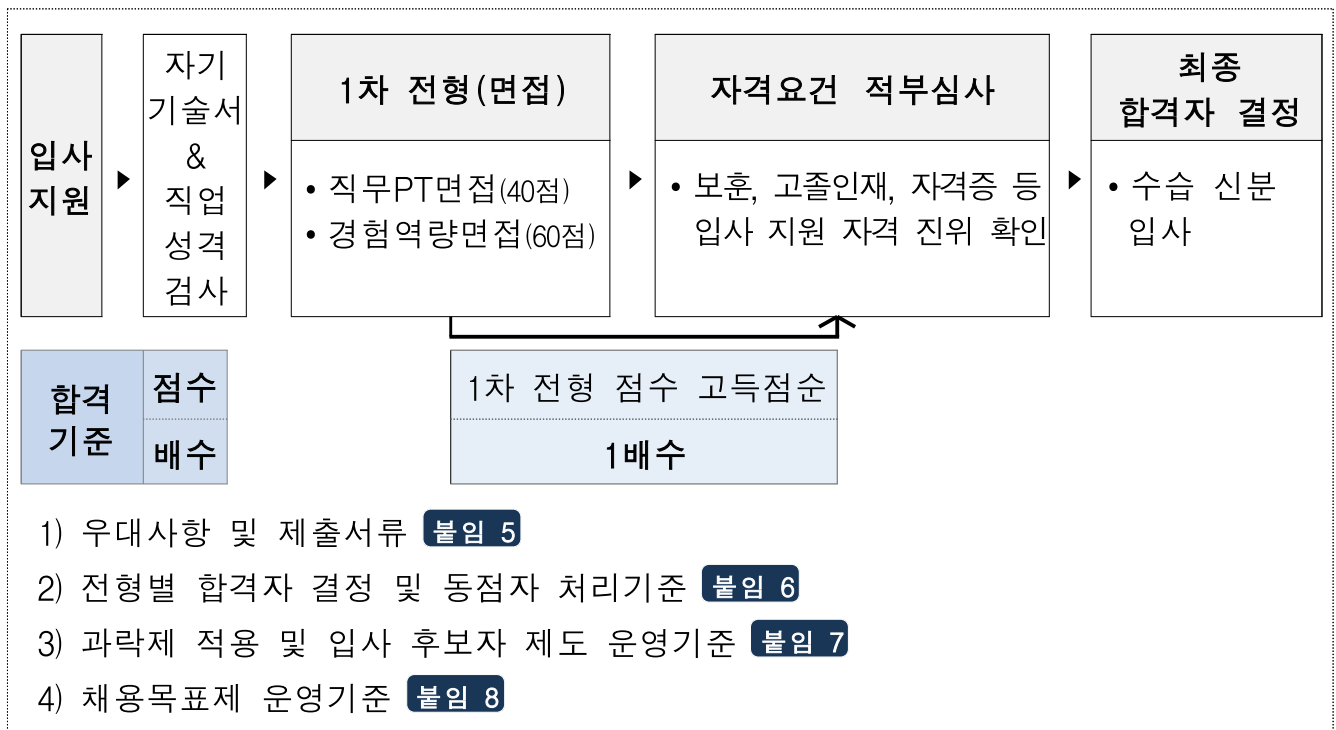 입사
지원
자기
기술서
&
직업
성격
검사
1차 전형(면접)
• 직무PT면접(40점)
• 경험역량면접(60점)
자격요건 적부심사
• 보훈, 고졸인재, 자격증 등
입사 지원 자격 진위 확인
최종
합격자 결정
• 수습 신분
입사
합격
기준
점수
1차 전형 점수 고득점순
배수
1배수
1) 우대사항 및 제출서류 붙임 5
2) 전형별 합격자 결정 및 동점자 처리기준 붙임 6
3) 과락제 적용 및 입사 후보자 제도 운영기준 붙임 7
4) 채용목표제 운영기준 붙임 8